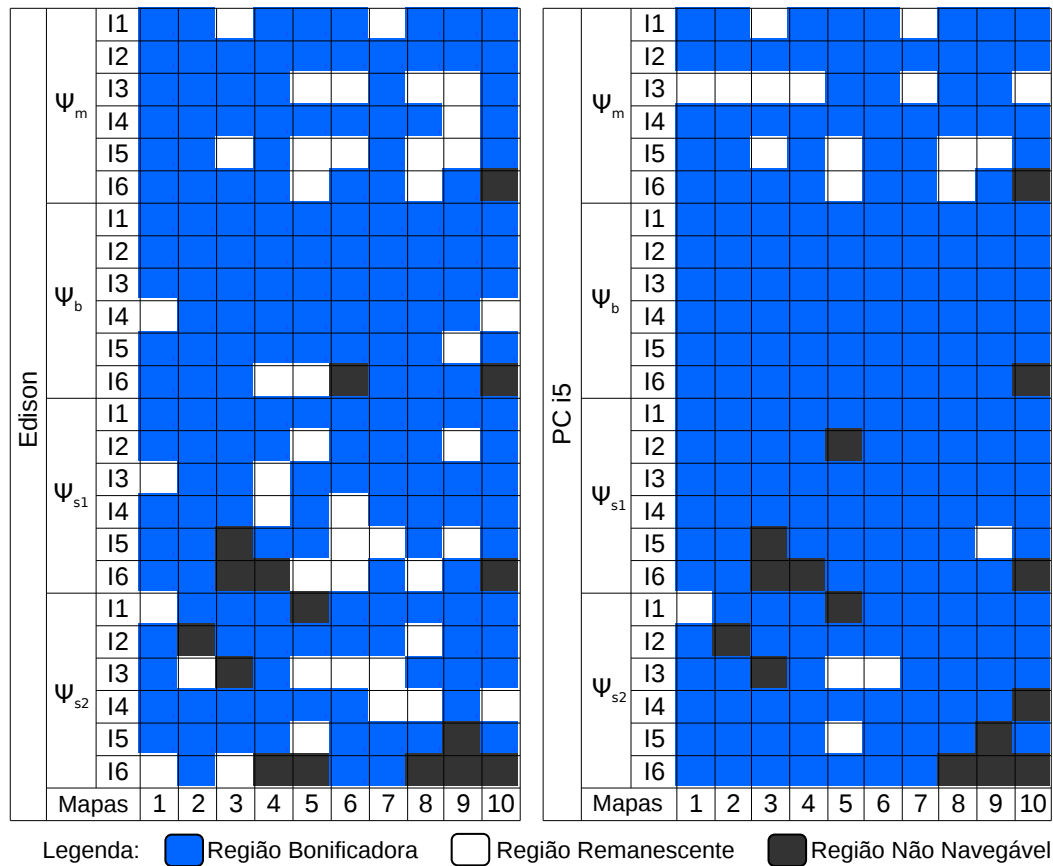 Edison
Ψm
I1
I2
I3
I4
I5
I6
Ψb
I1
I2
I3
I4
I5
I6
Ψs1
I1
I2
I3
I4
I5
I6
Ψs2
I1
I2
I3
I4
I5
I6
Mapas 1 2 3 4 5 6 7 8 9 10
PC i5
Ψm
I1
I2
I3
I4
I5
I6
Ψb
I1
I2
I3
I4
I5
I6
Ψs1
I1
I2
I3
I4
I5
I6
Ψs2
I1
I2
I3
I4
I5
I6
Mapas 1 2 3 4 5 6 7 8 9 10
Legenda: Região Bonificadora Região Remanescente Região Não Navegável